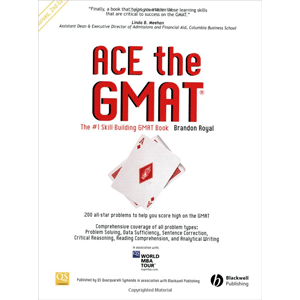 "Finally, a book that helps you master those learning skills
that are critical to success on the GMAT."
Linda B. Meehan
Assistant Dean & Executive Director of Admissions and Financial Aid, Columbia Business School
ACE the
GMAT®
The #1 Skill-Building GMAT Book Brandon Royal
200 all-star problems to help you score high on the GMAT
Comprehensive coverage of all problem types:
Problem Solving, Data Sufficiency, Sentence Correction,
Critical Reasoning, Reading Comprehension, and Analytical Writing
In association with
QS
WORLD
MBA
TOUR
Published by QS Quacquarelli Symonds in association with Blackwell Publishing
Blackwell
Publishing